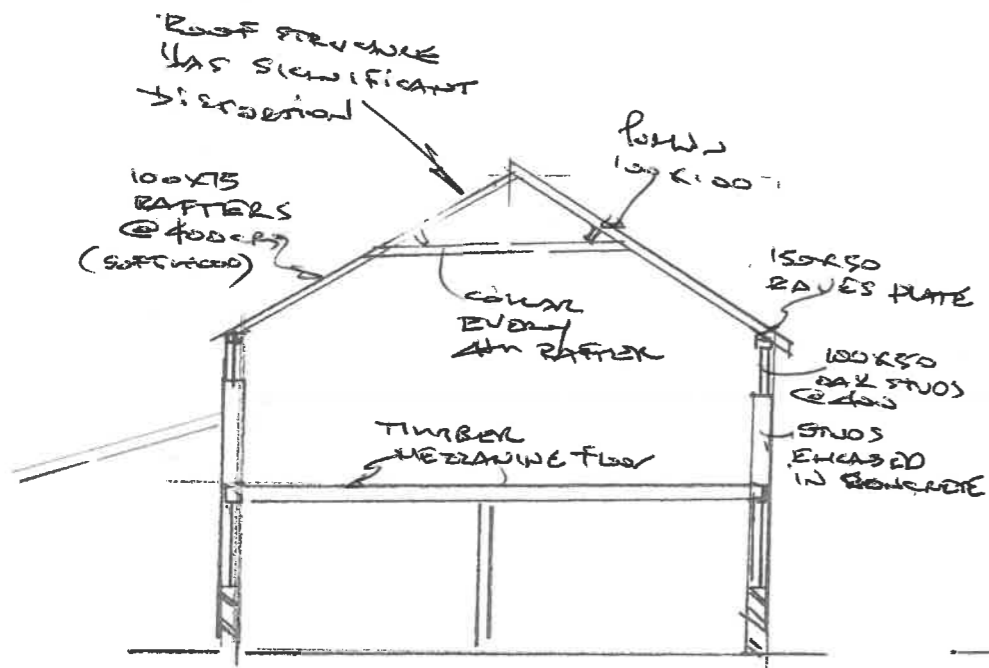 ROOF STRUCTURE
HAS SIGNIFICANT
DISTORTION
PURLIN
100X100
100X75
RAFTERS
@ 400crs
(SOFTWOOD)
150X50
EAVES PLATE
COLLAR
EVERY
4th RAFTER
100X50
OAK STUDS
@ 400
TIMBER
MEZZANINE FLOOR
STUDS
ENCASED
IN CONCRETE